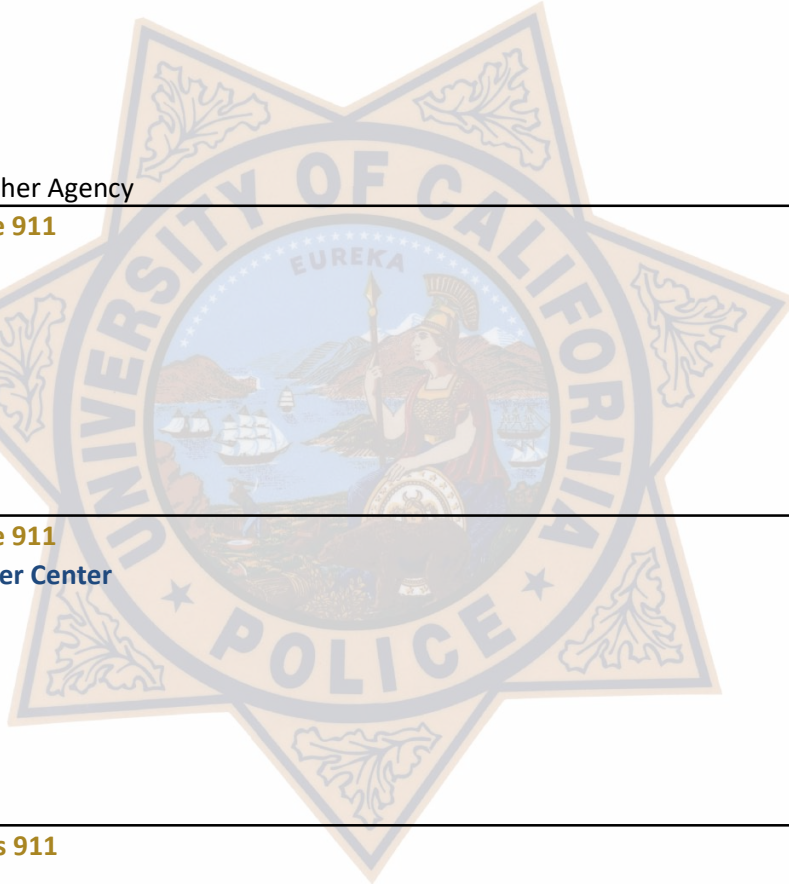 her Agency
e 911
UNIVERSITY OF CALIFORNIA
EUREKA
e 911
er Center
POLICE
s 911